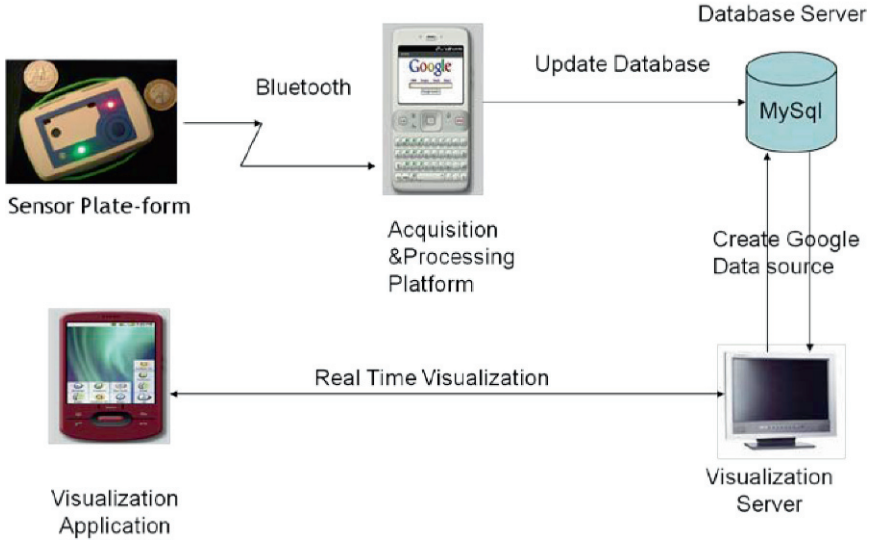 Database Server
Bluetooth
Google
Update Database
MySql
Sensor Plate-form
Acquisition
&Processing
Platform
Create Google
Data source
Real Time Visualization
Visualization
Server
Visualization
Application